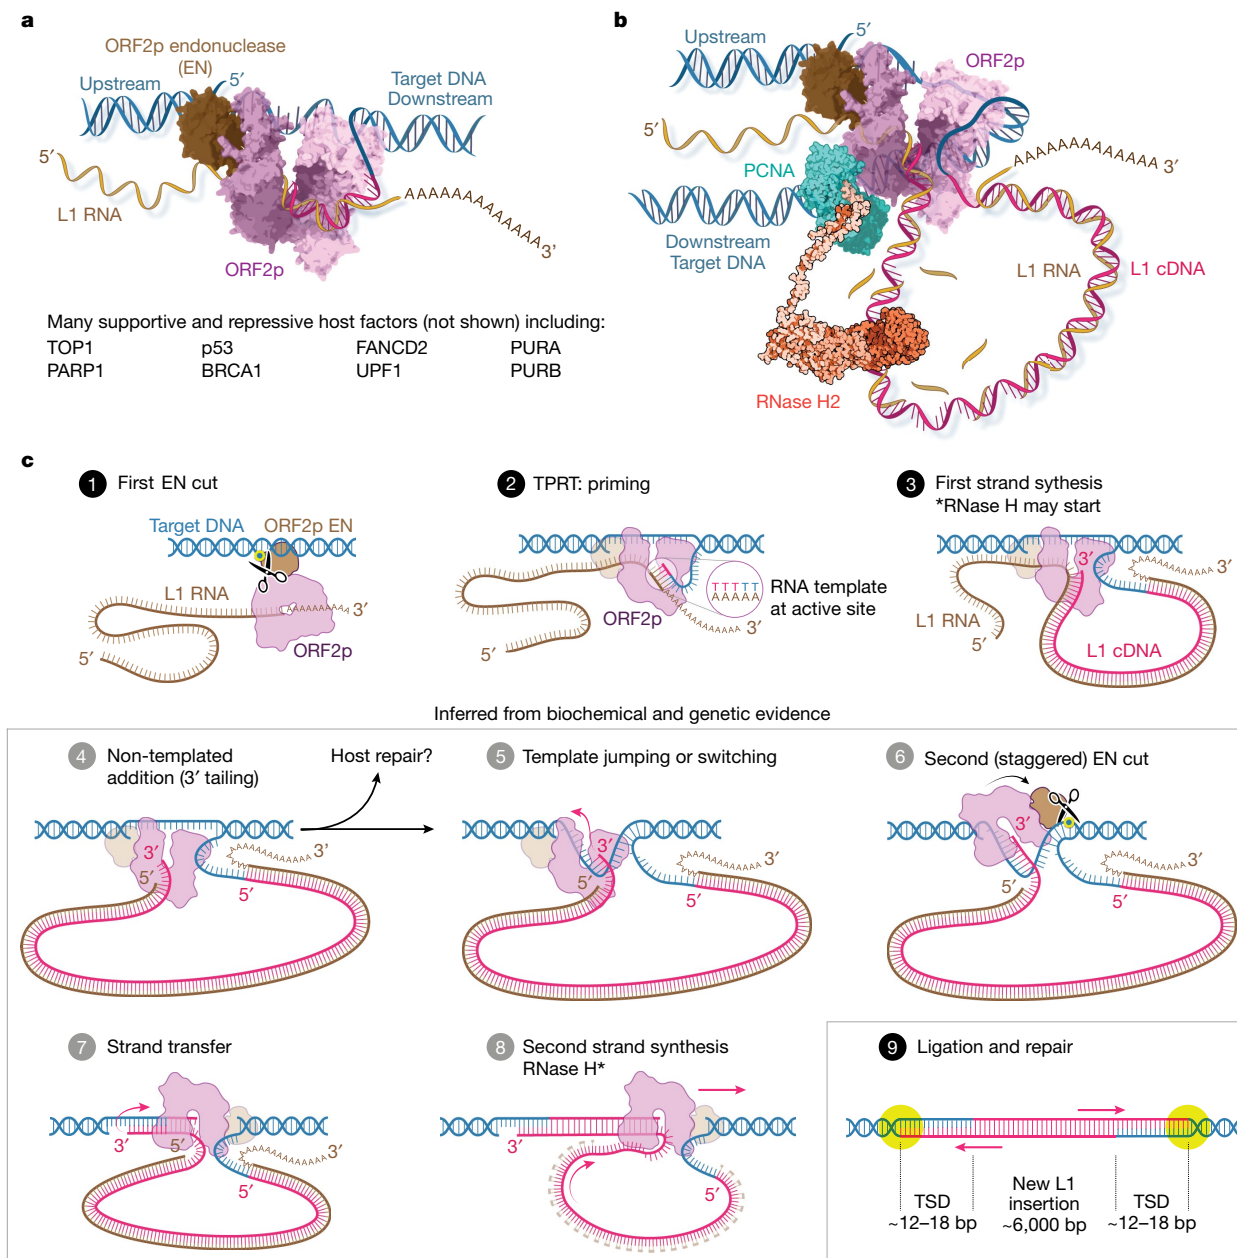 a
ORF2p endonuclease
(EN)
5′
Upstream
Target DNA
Downstream
5′
L1 RNA
AAAAAAAAAAAAA
3′
ORF2p
Many supportive and repressive host factors (not shown) including:
TOP1 p53 FANCD2 PURA
PARP1 BRCA1 UPF1 PURB
b
Upstream
5′
ORF2p
5′
AAAAAAAAAAAAA 3′
PCNA
Downstream
Target DNA
L1 RNA
L1 cDNA
RNase H2
c
1 First EN cut
Target DNA
ORF2p EN
L1 RNA
3′
ORF2p
5′
2 TPRT: priming
TTTTT
AAAAA
RNA template
at active site
ORF2p
3′
5′
3 First strand sythesis
*RNase H may start
3′
3′
L1 RNA
5′
L1 cDNA
Inferred from biochemical and genetic evidence
4 Non-templated
addition (3′ tailing)
Host repair?
3′
3′
5′
5′
5 Template jumping or switching
3′
3′
5′
5′
6 Second (staggered) EN cut
3′
3′
5′
5′
7 Strand transfer
3′
5′
3′
5′
8 Second strand synthesis
RNase H*
3′
5′
9 Ligation and repair
TSD
~12–18 bp
New L1
insertion
~6,000 bp
TSD
~12–18 bp